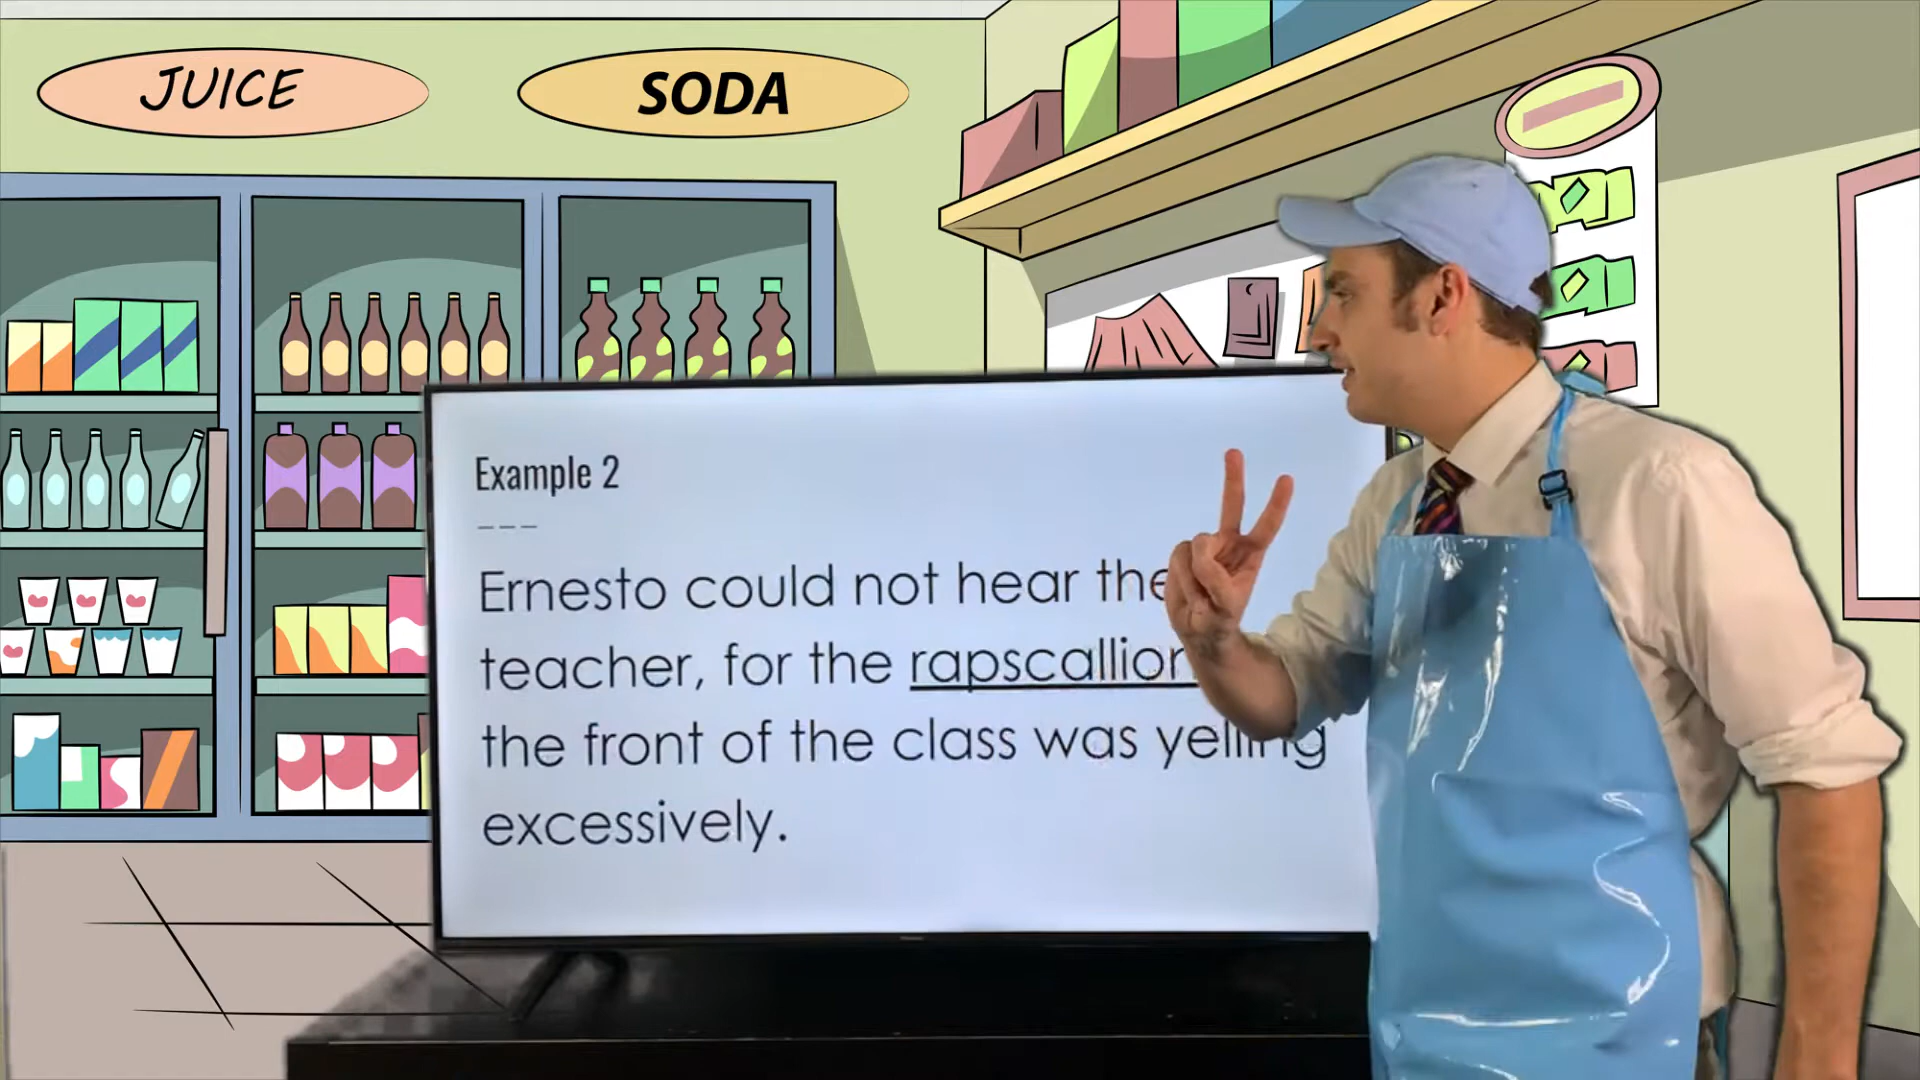 JUICE
SODA
Example 2
Ernesto could not hear the
teacher, for the
the front of the class was yelling
excessively.